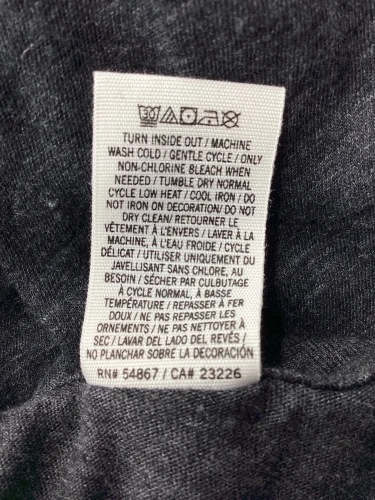 30
TURN INSIDE OUT / MACHINE
WASH COLD / GENTLE CYCLE / ONLY
NON-CHLORINE BLEACH WHEN
NEEDED / TUMBLE DRY NORMAL
CYCLE LOW HEAT / COOL IRON / DO
NOT IRON ON DECORATION/ DO NOT
DRY CLEAN/ RETOURNER LE
VÊTEMENT À L'ENVERS / LAVER À LA
MACHINE, À L'EAU FROIDE / CYCLE
DÉLICAT / UTILISER UNIQUEMENT DU
JAVELLISANT SANS CHLORE, AU
BESOIN / SÉCHER PAR CULBUTAGE
À CYCLE NORMAL, À BASSE
TEMPÉRATURE / REPASSER À FER
DOUX / NE PAS REPASSER LES
ORNEMENTS / NE PAS NETTOYER À
SEC / LAVAR DEL LADO DEL REVÉS /
NO PLANCHAR SOBRE LA DECORACIÓN
RN# 54867 / CA# 23226